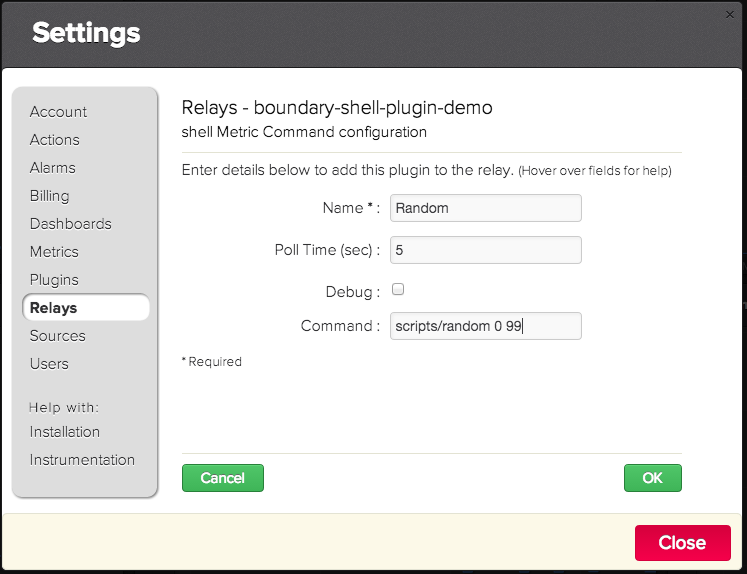 Settings
×
Account
Actions
Alarms
Billing
Dashboards
Metrics
Plugins
Relays
Sources
Users
Help with:
Installation
Instrumentation
Relays - boundary-shell-plugin-demo
shell Metric Command configuration
Enter details below to add this plugin to the relay. (Hover over fields for help)
Name * : Random
Poll Time (sec) : 5
Debug :
Command : scripts/random 0 99
* Required
Cancel OK
Close